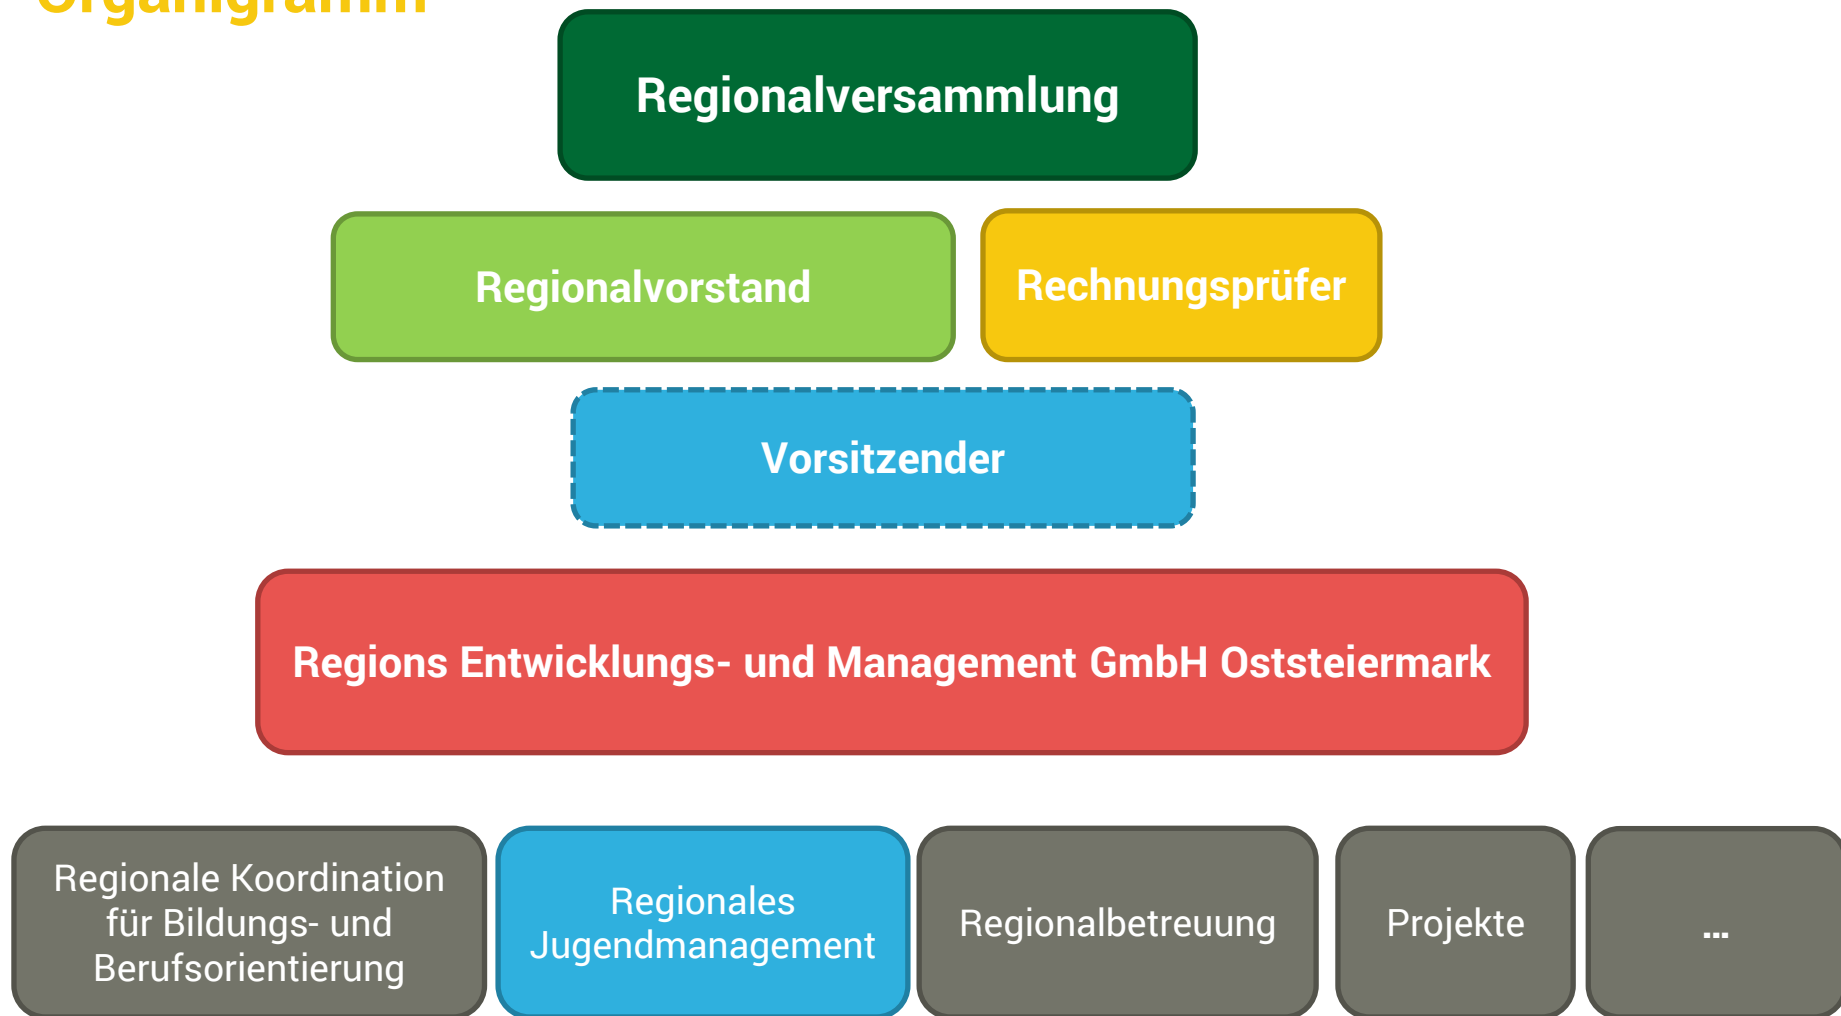 Organigramm
Regionalversammlung
Regionalvorstand
Rechnungsprüfer
Vorsitzender
Regions Entwicklungs- und Management GmbH Oststeiermark
Regionale Koordination
für Bildungs- und
Berufsorientierung
Regionales
Jugendmanagement
Regionalbetreuung
Projekte
...